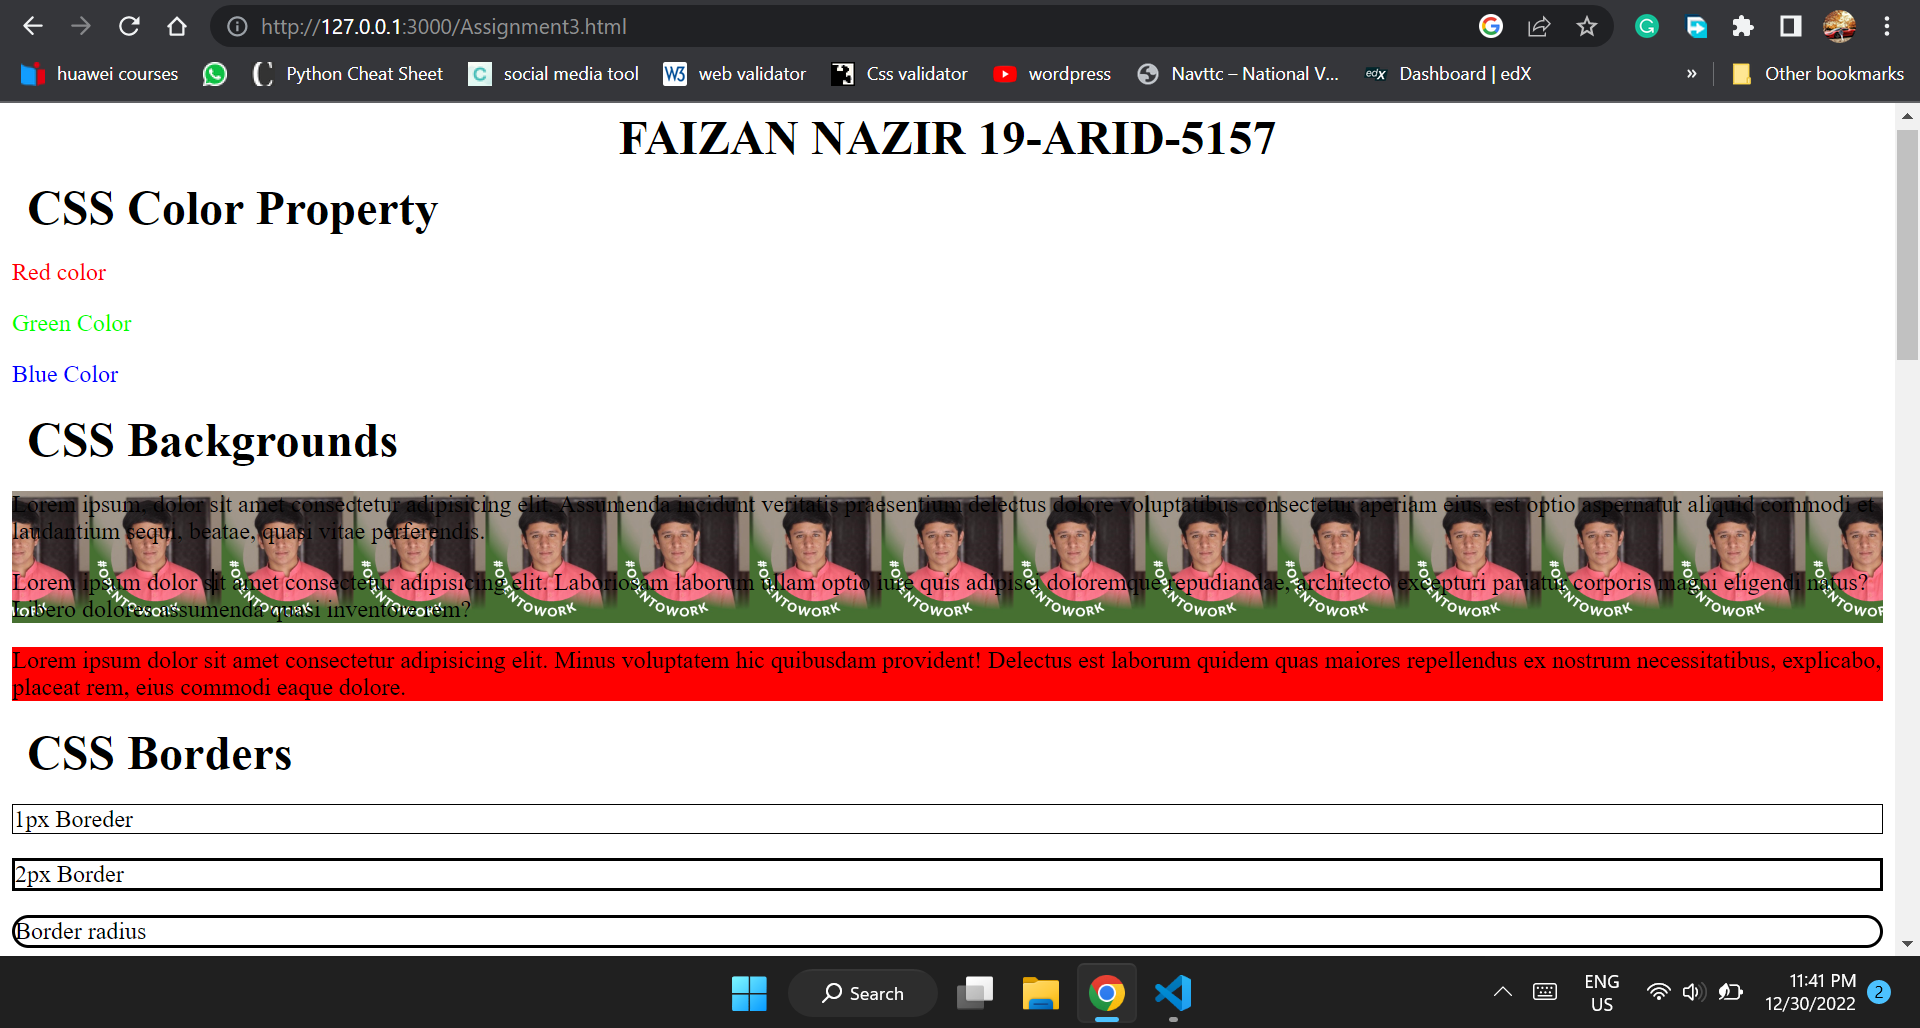 http://127.0.0.1:3000/Assignment3.html
huawei courses Python Cheat Sheet social media tool W3 web validator Css validator wordpress Navttc – National V... edX Dashboard | edX » Other bookmarks
FAIZAN NAZIR 19-ARID-5157
CSS Color Property
Red color
Green Color
Blue Color
CSS Backgrounds
Lorem ipsum, dolor sit amet consectetur adipisicing elit. Assumenda incidunt veritatis praesentium delectus dolore voluptatibus consectetur aperiam eius, est optio aspernatur aliquid commodi et
laudantium sequi, beatae, quasi vitae perferendis.
Lorem ipsum dolor sit amet consectetur adipisicing elit. Laboriosam laborum ullam optio iure quis adipisci doloremque repudiandae, architecto excepturi pariatur corporis magni eligendi natus?
Libero dolores assumenda quasi inventore rem?
#OPENTOWORK
Lorem ipsum dolor sit amet consectetur adipisicing elit. Minus voluptatem hic quibusdam provident! Delectus est laborum quidem quas maiores repellendus ex nostrum necessitatibus, explicabo,
placeat rem, eius commodi eaque dolore.
CSS Borders
1px Boreder
2px Border
Border radius
Search
ENG
US
11:41 PM
12/30/2022
2